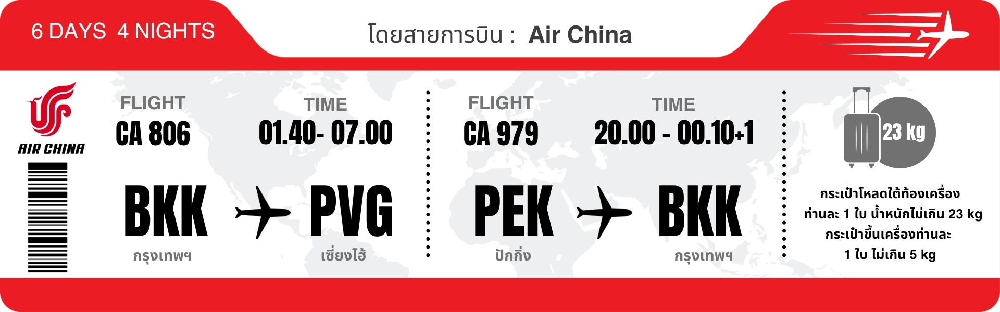 6 DAYS 4 NIGHTS
โดยสายการบิน : Air China
AIR CHINA
FLIGHT
CA 806
TIME
01.40- 07.00
BKK
PVG
กรุงเทพฯ
เซี่ยงไฮ้
FLIGHT
CA 979
TIME
20.00 - 00.10+1
PEK
BKK
ปักกิ่ง
กรุงเทพฯ
23 kg
กระเป๋าโหลดใต้ท้องเครื่อง
ท่านละ 1 ใบ น้ำหนักไม่เกิน 23 kg
กระเป๋าขึ้นเครื่องท่านละ
1 ใบ ไม่เกิน 5 kg